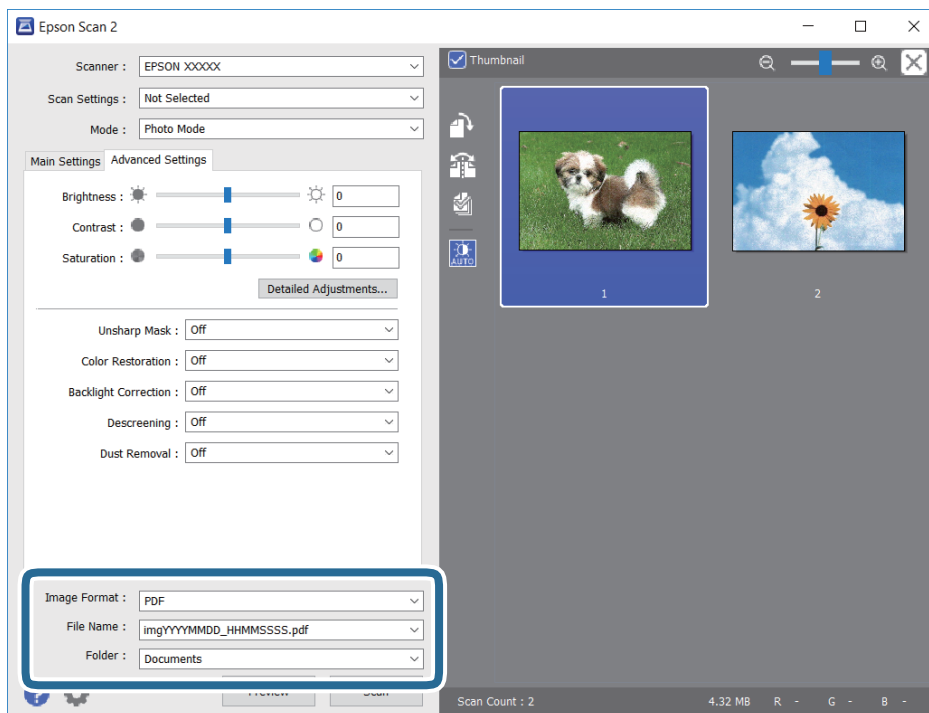 Epson Scan 2
Scanner : EPSON XXXXX
Scan Settings : Not Selected
Mode : Photo Mode
Main Settings Advanced Settings
Brightness : 0
Contrast : 0
Saturation : 0
Detailed Adjustments...
Unsharp Mask : Off
Color Restoration : Off
Backlight Correction : Off
Descreening : Off
Dust Removal : Off
Image Format : PDF
File Name : imgYYYYMMDD_HHMMSSSS.pdf
Folder : Documents
? Preview Scan
Thumbnail
AUTO
1 2
Scan Count : 2 4.32 MB R - G - B -